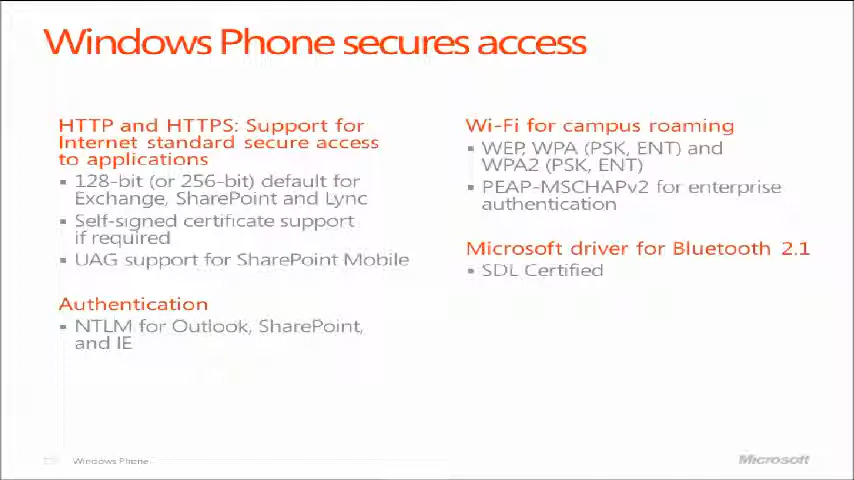 Windows Phone secures access
HTTP and HTTPS: Support for
Internet standard secure access
to applications
▪ 128-bit (or 256-bit) default for
Exchange, SharePoint and Lync
▪ Self-signed certificate support
if required
▪ UAG support for SharePoint Mobile
Authentication
▪ NTLM for Outlook, SharePoint,
and IE
Wi-Fi for campus roaming
▪ WEP, WPA (PSK, ENT) and
WPA2 (PSK, ENT)
▪ PEAP-MSCHAPv2 for enterprise
authentication
Microsoft driver for Bluetooth 2.1
▪ SDL Certified
Windows Phone
Microsoft